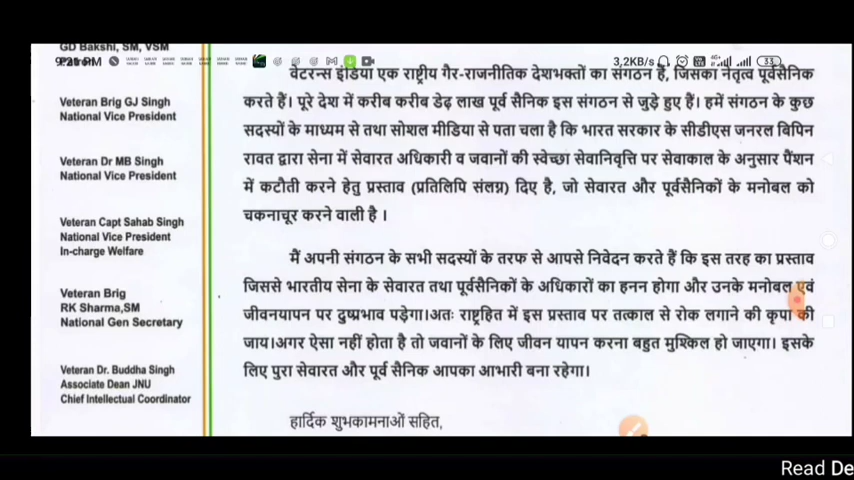 GD Bakshi, SM, VSM
9:21 PM
3,2KB/s
33
Veteran Brig GJ Singh
National Vice President
Veteran Dr MB Singh
National Vice President
Veteran Capt Sahab Singh
National Vice President
In-charge Welfare
Veteran Brig
RK Sharma,SM
National Gen Secretary
Veteran Dr. Buddha Singh
Associate Dean JNU
Chief Intellectual Coordinator
वेटरन्स इंडिया एक राष्ट्रीय गैर-राजनीतिक देशभक्तों का संगठन है, जिसका नेतृत्व पूर्वसैनिक
करते हैं। पूरे देश में करीब करीब डेढ़ लाख पूर्व सैनिक इस संगठन से जुड़े हुए हैं। हमें संगठन के कुछ
सदस्यों के माध्यम से तथा सोशल मीडिया से पता चला है कि भारत सरकार के सीडीएस जनरल बिपिन
रावत द्वारा सेना में सेवारत अधिकारी व जवानों की स्वेच्छा सेवानिवृत्ति पर सेवाकाल के अनुसार पैंशन
में कटौती करने हेतु प्रस्ताव (प्रतिलिपि संलग्न) दिए है, जो सेवारत और पूर्वसैनिकों के मनोबल को
चकनाचूर करने वाली है ।
मैं अपनी संगठन के सभी सदस्यों के तरफ से आपसे निवेदन करते हैं कि इस तरह का प्रस्ताव
जिससे भारतीय सेना के सेवारत तथा पूर्वसैनिकों के अधिकारों का हनन होगा और उनके मनोबल एवं
जीवनयापन पर दुष्प्रभाव पड़ेगा।अतः राष्ट्रहित में इस प्रस्ताव पर तत्काल से रोक लगाने की कृपा की
जाय।अगर ऐसा नहीं होता है तो जवानों के लिए जीवन यापन करना बहुत मुश्किल हो जाएगा। इसके
लिए पुरा सेवारत और पूर्व सैनिक आपका आभारी बना रहेगा।
हार्दिक शुभकामनाओं सहित,
Read De